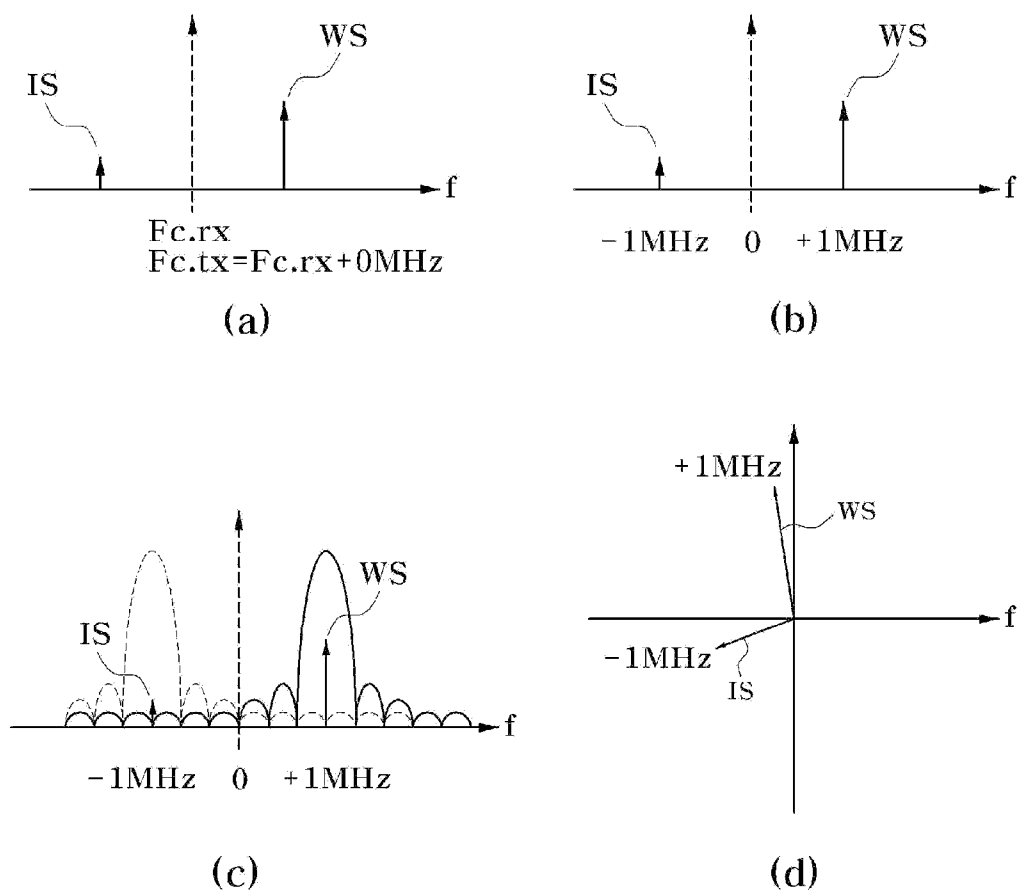 WS
IS
f
Fc.rx
Fc.tx=Fc.rx+0MHz
(a)
WS
IS
f
-1MHz 0 +1MHz
(b)
WS
IS
f
-1MHz 0 +1MHz
(c)
+1MHz
WS
f
-1MHz
IS
(d)